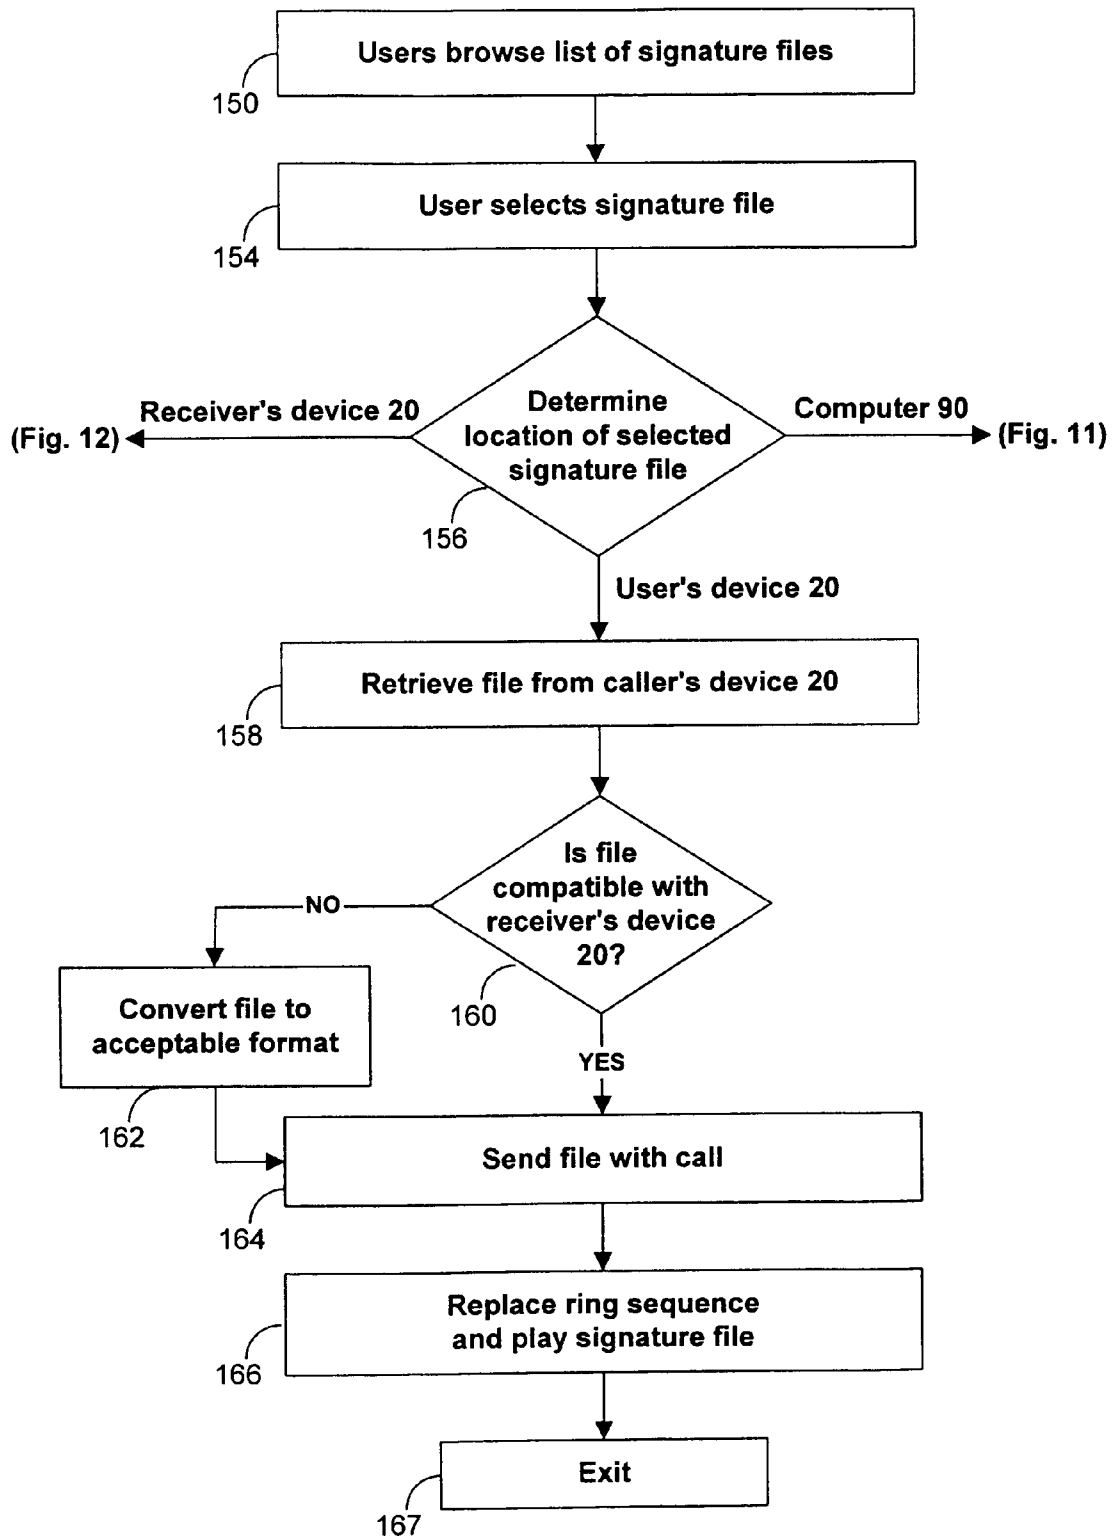 Users browse list of signature files
150
User selects signature file
154
Determine
location of selected
signature file
Receiver's device 20
(Fig. 12)
Computer 90
(Fig. 11)
156
User's device 20
Retrieve file from caller's device 20
158
Is file
compatible with
receiver's device
20?
NO
160
Convert file to
acceptable format
YES
162
Send file with call
164
Replace ring sequence
and play signature file
166
Exit
167